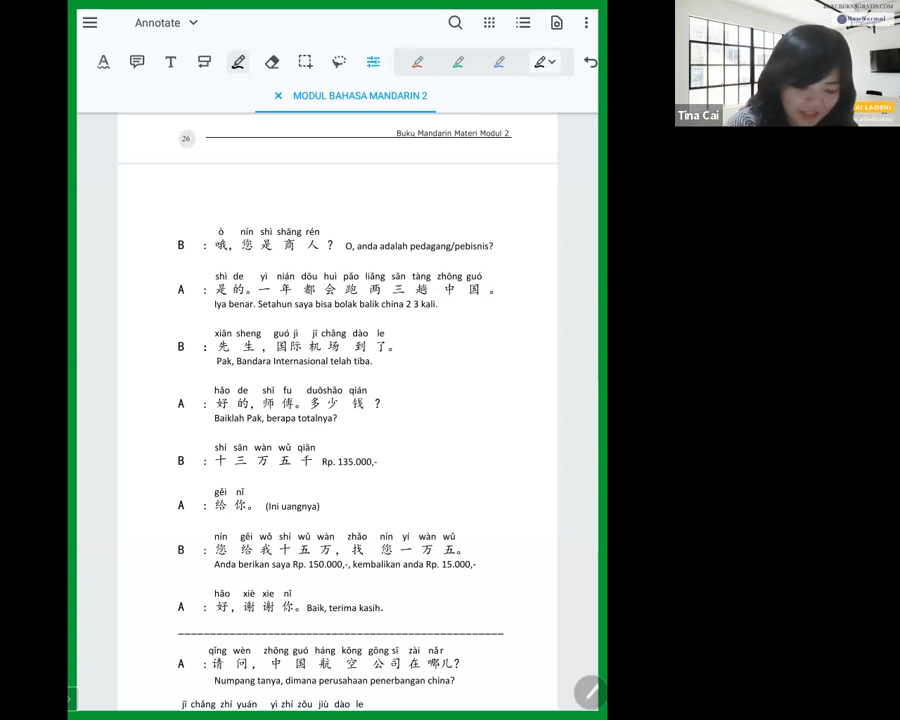 Annotate
MODUL BAHASA MANDARIN 2
26
Buku Mandarin Materi Modul 2
ò nín shì shāng rén
B : 哦，您 是 商 人 ？ O, anda adalah pedagang/pebisnis?
shì de yì nián dōu huì pǎo liǎng sān tàng zhōng guó
A : 是 的。一 年 都 会 跑 两 三 趟 中 国 。
Iya benar. Setahun saya bisa bolak balik china 2 3 kali.
xiān sheng guó jì jī chǎng dào le
B : 先 生 ，国际 机 场 到 了。
Pak, Bandara Internasional telah tiba.
hǎo de shī fu duōshǎo qián
A : 好 的，师 傅。多 少 钱 ？
Baiklah Pak, berapa totalnya?
shí sān wàn wǔ qiān
B : 十 三 万 五 千 Rp. 135.000,-
gěi nǐ
A : 给 你。 (Ini uangnya)
nín gěi wǒ shí wǔ wàn zhǎo nín yí wàn wǔ
B : 您 给 我 十 五 万，找 您 一 万 五。
Anda berikan saya Rp. 150.000,-, kembalikan anda Rp. 15.000,-
hǎo xiè xie nǐ
A : 好，谢 谢 你。Baik, terima kasih.
qǐng wèn zhōng guó háng kōng gōng sī zài nǎr
A : 请 问，中 国 航 空 公司 在 哪儿？
Numpang tanya, dimana perusahaan penerbangan china?
jī chǎng zhí yuán yì zhí zǒu jiù dào le
New Normal
AI LAOSHI
Tina Cai